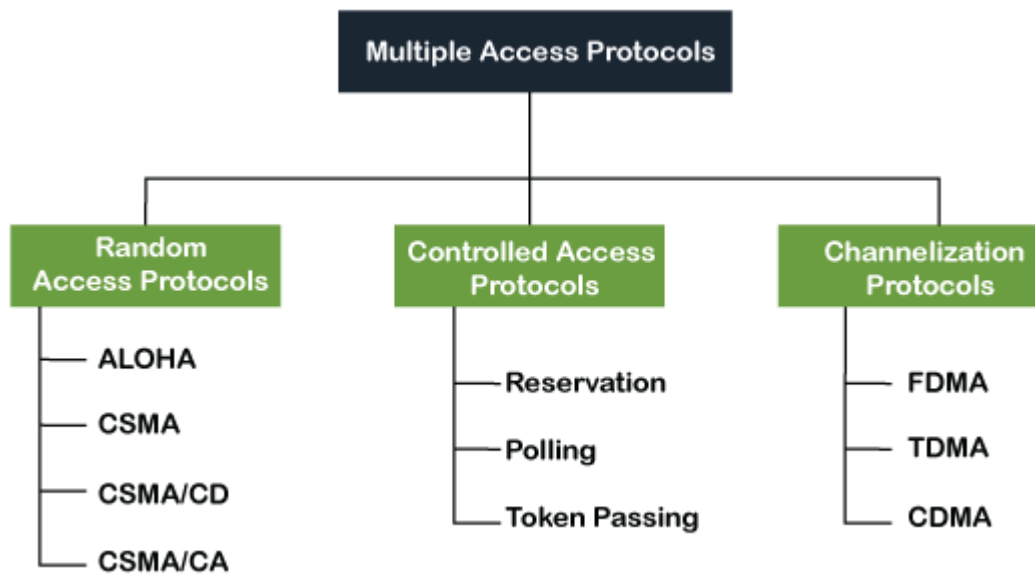 Multiple Access Protocols
Random
Access Protocols
ALOHA
CSMA
CSMA/CD
CSMA/CA
Controlled Access
Protocols
Reservation
Polling
Token Passing
Channelization
Protocols
FDMA
TDMA
CDMA